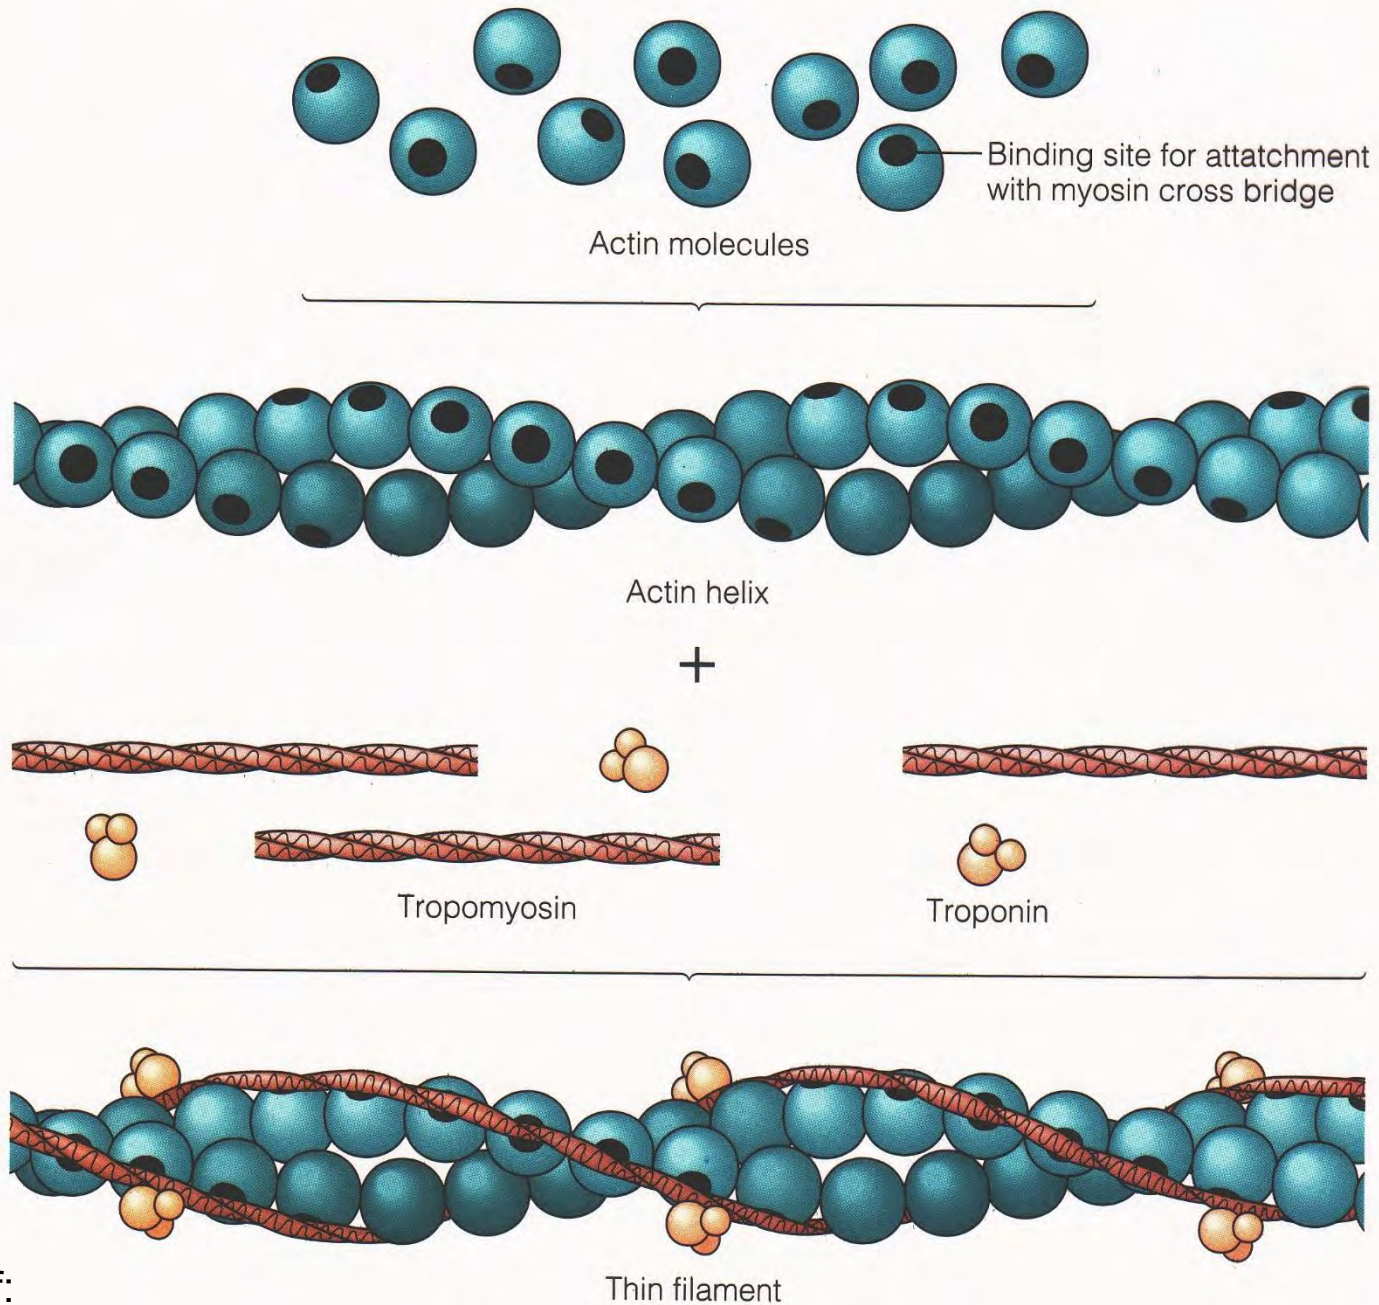 Binding site for attatchment
with myosin cross bridge
Actin molecules
Actin helix
+
Tropomyosin
Troponin
Thin filament